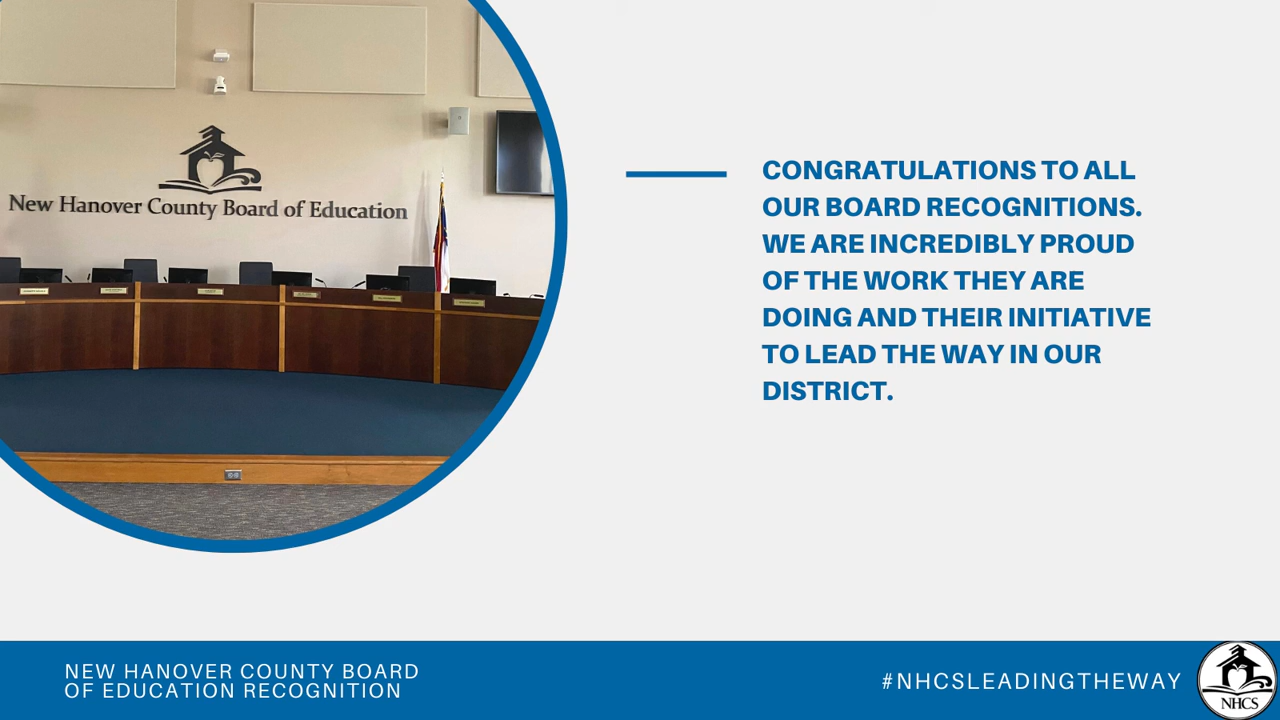 New Hanover County Board of Education
CONGRATULATIONS TO ALL
OUR BOARD RECOGNITIONS.
WE ARE INCREDIBLY PROUD
OF THE WORK THEY ARE
DOING AND THEIR INITIATIVE
TO LEAD THE WAY IN OUR
DISTRICT.
NEW HANOVER COUNTY BOARD
OF EDUCATION RECOGNITION
#NHCSLEADINGTHEWAY
NHCS